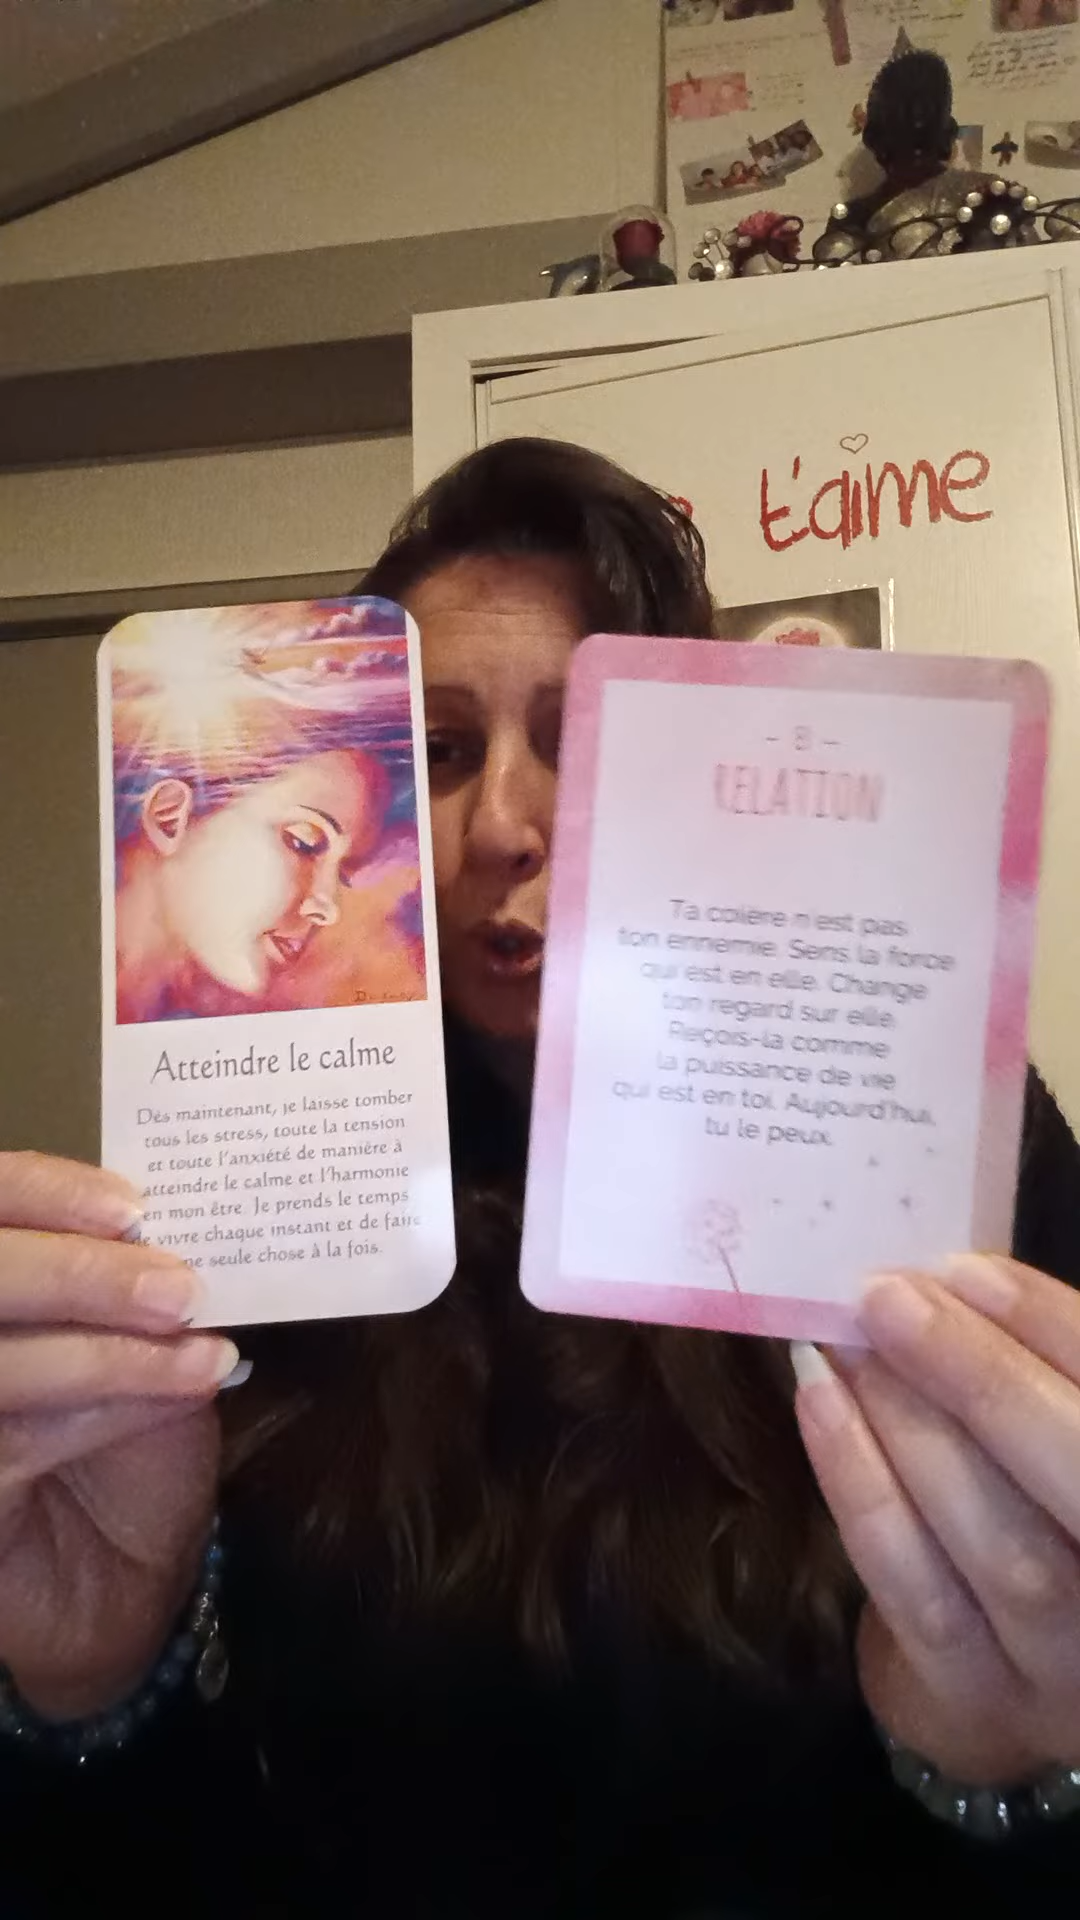 t'aime
Atteindre le calme
Dès maintenant, je laisse tomber
tous les stress, toute la tension
et toute l'anxiété de manière à
atteindre le calme et l'harmonie
en mon être. Je prends le temps
de vivre chaque instant et de faire
ne seule chose à la fois.
- 8 -
RELATION
Ta colère n'est pas
ton ennemie. Sens la force
qui est en elle. Change
ton regard sur elle.
Reçois-la comme
la puissance de vie
qui est en toi. Aujourd'hui,
tu le peux.